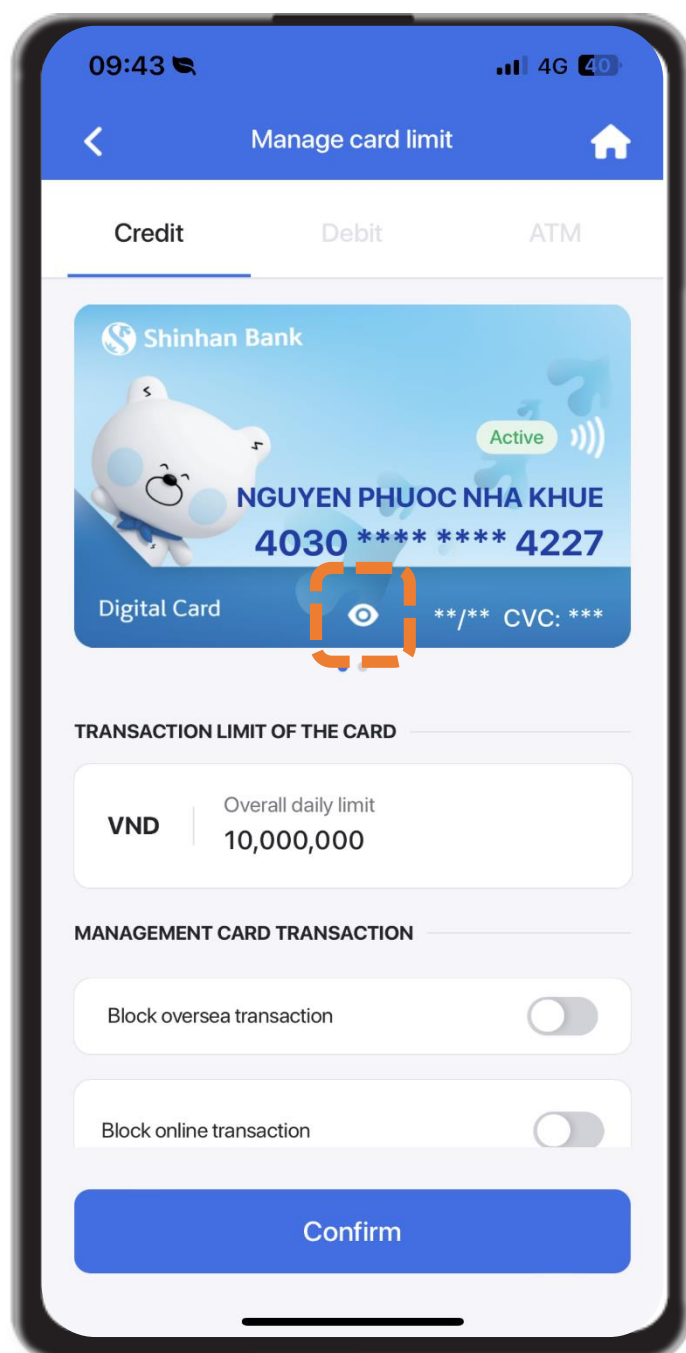 09:43 4G 40
Manage card limit
Credit Debit ATM
Shinhan Bank
Active
NGUYEN PHUOC NHA KHUE
4030 **** **** 4227
Digital Card **/** CVC: ***
TRANSACTION LIMIT OF THE CARD
Overall daily limit
VND 10,000,000
MANAGEMENT CARD TRANSACTION
Block oversea transaction
Block online transaction
Confirm